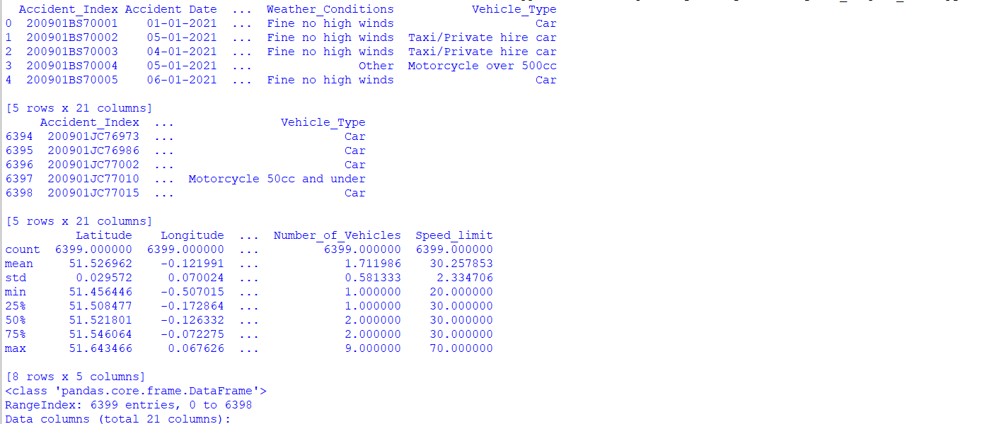 Accident_Index Accident Date ... Weather_Conditions Vehicle_Type
0 200901BS70001 01-01-2021 ... Fine no high winds Car
1 200901BS70002 05-01-2021 ... Fine no high winds Taxi/Private hire car
2 200901BS70003 04-01-2021 ... Fine no high winds Taxi/Private hire car
3 200901BS70004 05-01-2021 ... Other Motorcycle over 500cc
4 200901BS70005 06-01-2021 ... Fine no high winds Car
[5 rows x 21 columns]
Accident_Index ... Vehicle_Type
6394 200901JC76973 ... Car
6395 200901JC76986 ... Car
6396 200901JC77002 ... Car
6397 200901JC77010 ... Motorcycle 50cc and under
6398 200901JC77015 ... Car
[5 rows x 21 columns]
Latitude Longitude ... Number_of_Vehicles Speed_limit
count 6399.000000 6399.000000 ... 6399.000000 6399.000000
mean 51.526962 -0.121991 ... 1.711986 30.257853
std 0.029572 0.070024 ... 0.581333 2.334706
min 51.456446 -0.507015 ... 1.000000 20.000000
25% 51.508477 -0.172864 ... 1.000000 30.000000
50% 51.521801 -0.126332 ... 2.000000 30.000000
75% 51.546064 -0.072275 ... 2.000000 30.000000
max 51.643466 0.067626 ... 9.000000 70.000000
[8 rows x 5 columns]
<class 'pandas.core.frame.DataFrame'>
RangeIndex: 6399 entries, 0 to 6398
Data columns (total 21 columns):